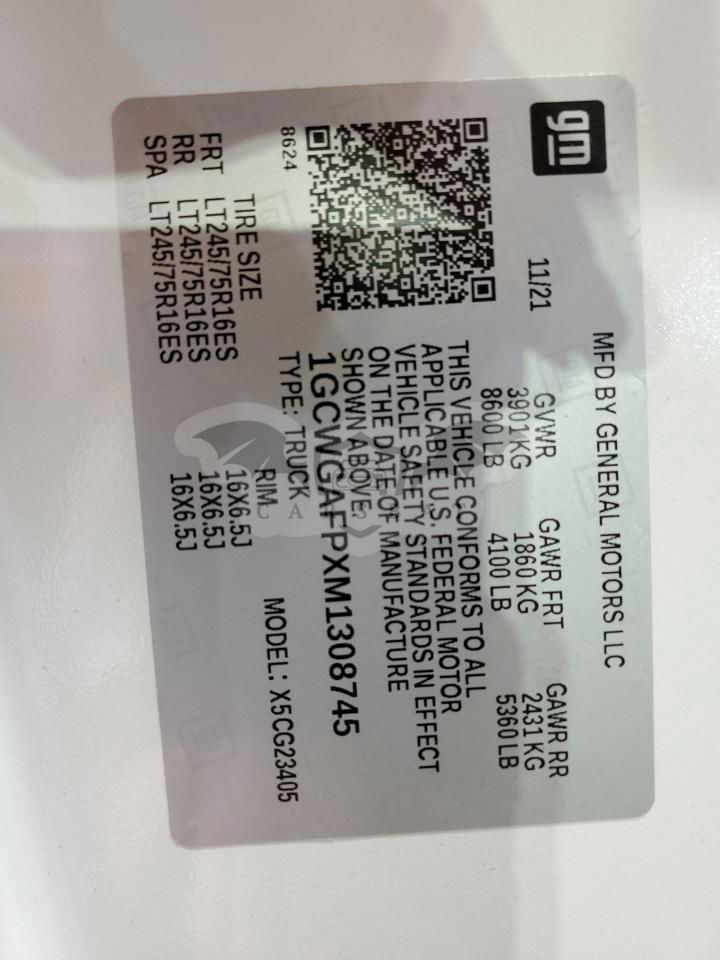 gm
MFD BY GENERAL MOTORS LLC
11/21
GVWR GAWR FRT GAWR RR
3901 KG 1860 KG 2431 KG
8600 LB 4100 LB 5360 LB
THIS VEHICLE CONFORMS TO ALL
APPLICABLE U.S. FEDERAL MOTOR
VEHICLE SAFETY STANDARDS IN EFFECT
ON THE DATE OF MANUFACTURE
SHOWN ABOVE.
1GCWGAFPXM1308745
8624
TYPE: TRUCK MODEL: X5CG23405
TIRE SIZE RIM
FRT LT245/75R16ES 16X6.5J
RR LT245/75R16ES 16X6.5J
SPA LT245/75R16ES 16X6.5J